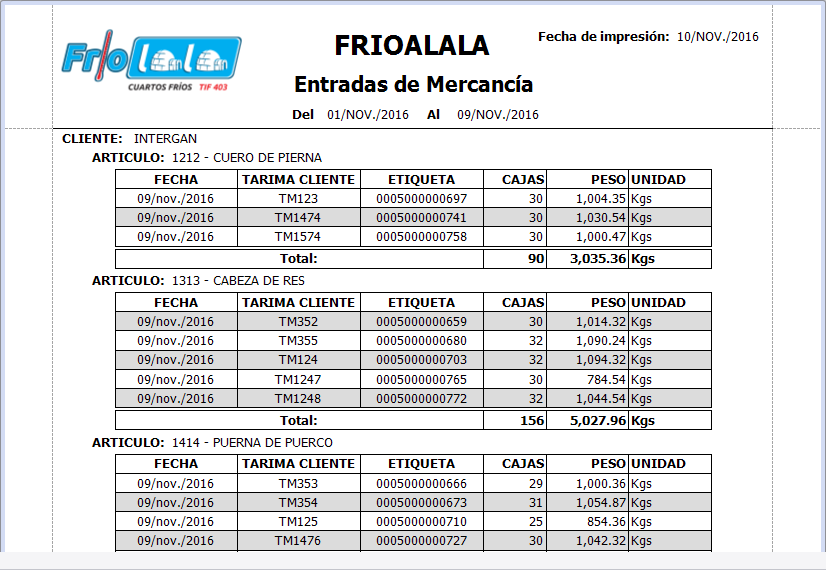 Friolala
CUARTOS FRÍOS TIF 403
FRIOALALA
Fecha de impresión: 10/NOV./2016
Entradas de Mercancía
Del 01/NOV./2016 Al 09/NOV./2016
CLIENTE: INTERGAN
ARTICULO: 1212 - CUERO DE PIERNA
FECHA TARIMA CLIENTE ETIQUETA CAJAS PESO UNIDAD
09/nov./2016 TM123 0005000000697 30 1,004.35 Kgs
09/nov./2016 TM1474 0005000000741 30 1,030.54 Kgs
09/nov./2016 TM1574 0005000000758 30 1,000.47 Kgs
Total: 90 3,035.36 Kgs
ARTICULO: 1313 - CABEZA DE RES
FECHA TARIMA CLIENTE ETIQUETA CAJAS PESO UNIDAD
09/nov./2016 TM352 0005000000659 30 1,014.32 Kgs
09/nov./2016 TM355 0005000000680 32 1,090.24 Kgs
09/nov./2016 TM124 0005000000703 32 1,094.32 Kgs
09/nov./2016 TM1247 0005000000765 30 784.54 Kgs
09/nov./2016 TM1248 0005000000772 32 1,044.54 Kgs
Total: 156 5,027.96 Kgs
ARTICULO: 1414 - PUERNA DE PUERCO
FECHA TARIMA CLIENTE ETIQUETA CAJAS PESO UNIDAD
09/nov./2016 TM353 0005000000666 29 1,000.36 Kgs
09/nov./2016 TM354 0005000000673 31 1,054.87 Kgs
09/nov./2016 TM125 0005000000710 25 854.36 Kgs
09/nov./2016 TM1476 0005000000727 30 1,042.32 Kgs